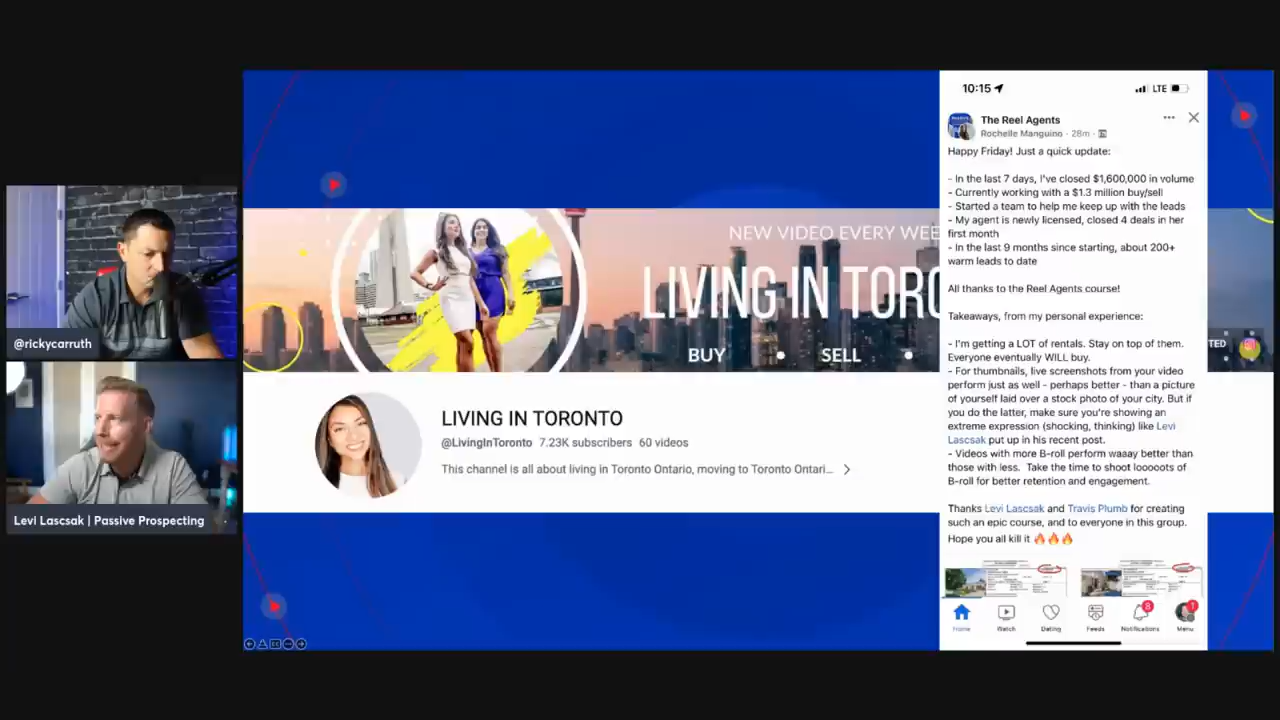 @rickycarruth
Levi Lascsak | Passive Prospecting
NEW VIDEO EVERY WEE
LIVING IN TORO
BUY • SELL •
LIVING IN TORONTO
@LivingInToronto 7.23K subscribers 60 videos
This channel is all about living in Toronto Ontario, moving to Toronto Ontari...
TED
10:15
LTE
The Reel Agents
Rochelle Manguino · 28m ·
Happy Friday! Just a quick update:
- In the last 7 days, I've closed $1,600,000 in volume
- Currently working with a $1.3 million buy/sell
- Started a team to help me keep up with the leads
- My agent is newly licensed, closed 4 deals in her
first month
- In the last 9 months since starting, about 200+
warm leads to date
All thanks to the Reel Agents course!
Takeaways, from my personal experience:
- I'm getting a LOT of rentals. Stay on top of them.
Everyone eventually WILL buy.
- For thumbnails, live screenshots from your video
perform just as well - perhaps better - than a picture
of yourself laid over a stock photo of your city. But if
you do the latter, make sure you're showing an
extreme expression (shocking, thinking) like Levi
Lascsak put up in his recent post.
- Videos with more B-roll perform waaay better than
those with less. Take the time to shoot looooots of
B-roll for better retention and engagement.
Thanks Levi Lascsak and Travis Plumb for creating
such an epic course, and to everyone in this group.
Hope you all kill it 🔥🔥🔥
8
1
Home
Watch
Dating
Feeds
Notifications
Menu